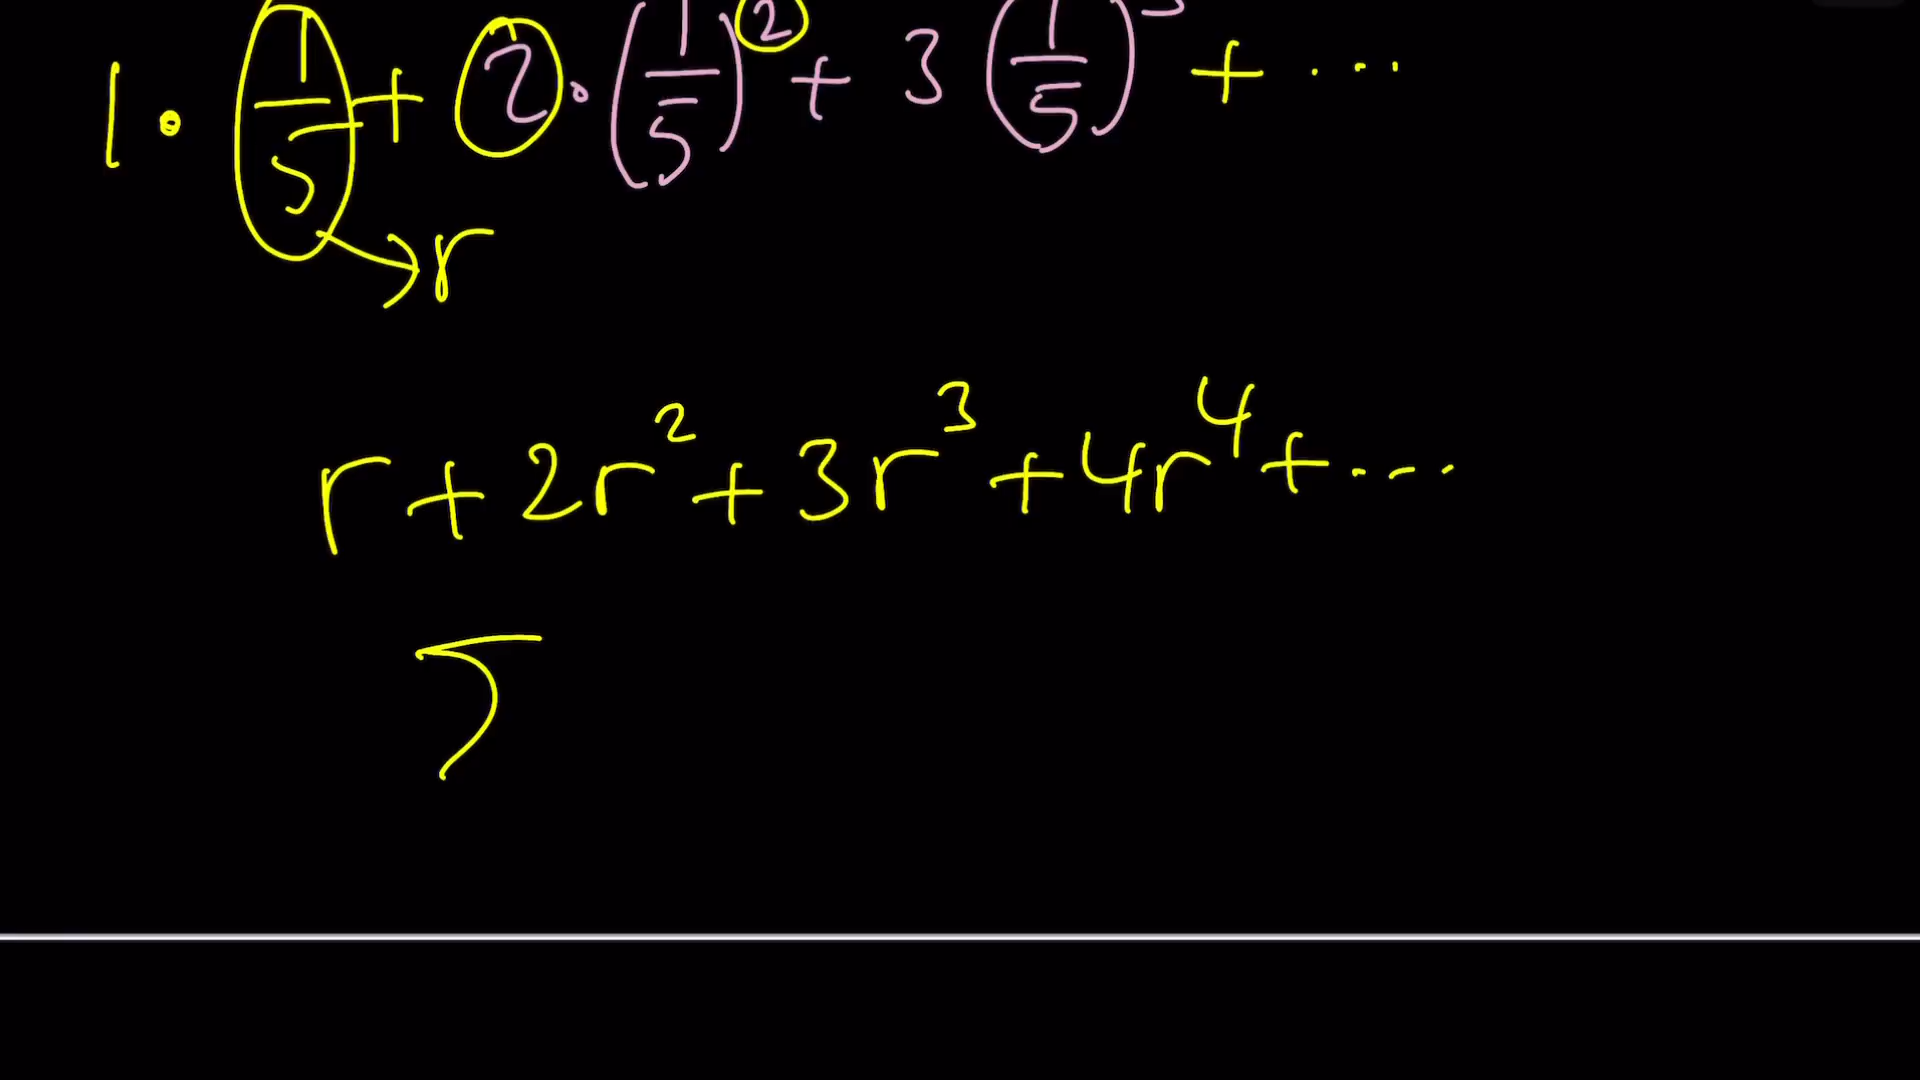 1 · 1/5 + 2 · (1/5)² + 3 (1/5)³ + ...
→ r
r + 2r² + 3r³ + 4r⁴ + ...